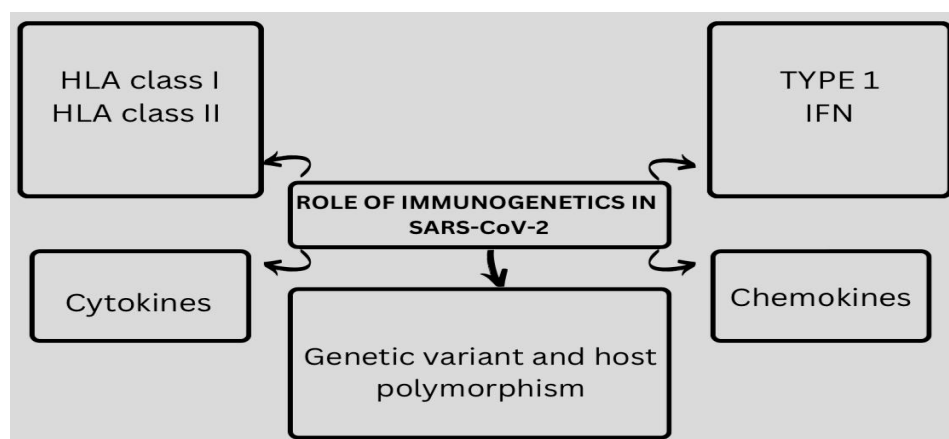 HLA class I
HLA class II
TYPE 1
IFN
ROLE OF IMMUNOGENETICS IN
SARS-CoV-2
Cytokines
Chemokines
Genetic variant and host
polymorphism